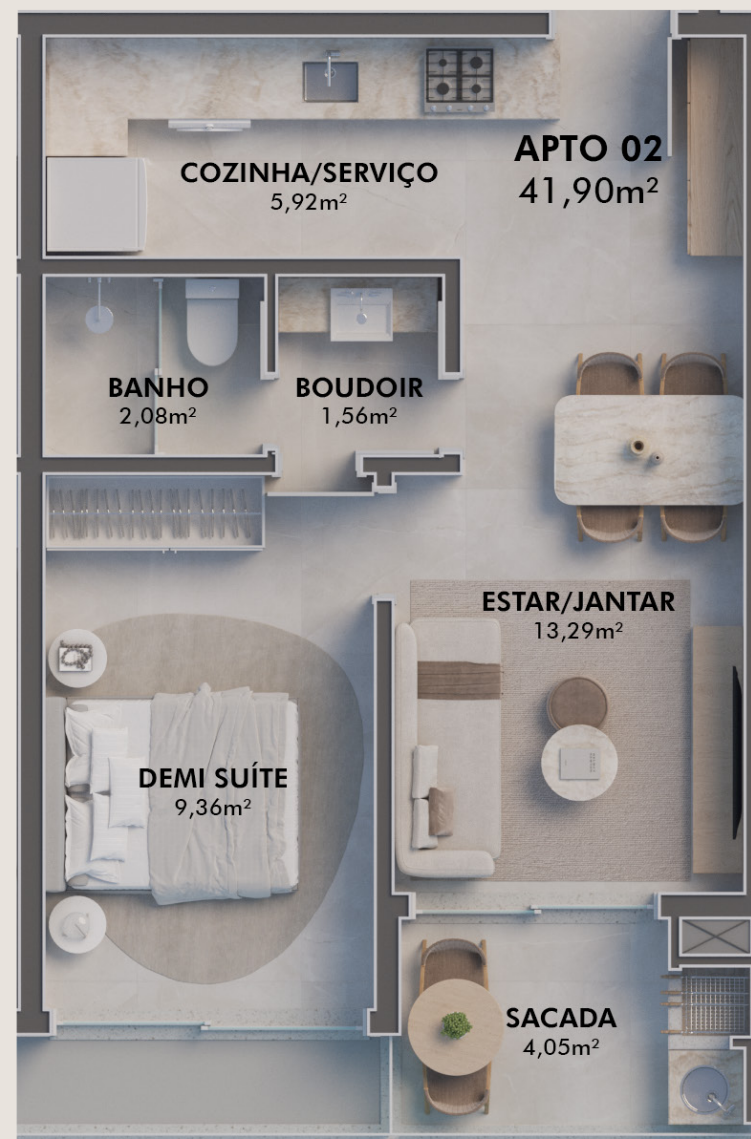 APTO 02
41,90m²
COZINHA/SERVIÇO
5,92m²
BANHO
2,08m²
BOUDOIR
1,56m²
ESTAR/JANTAR
13,29m²
DEMI SUÍTE
9,36m²
SACADA
4,05m²